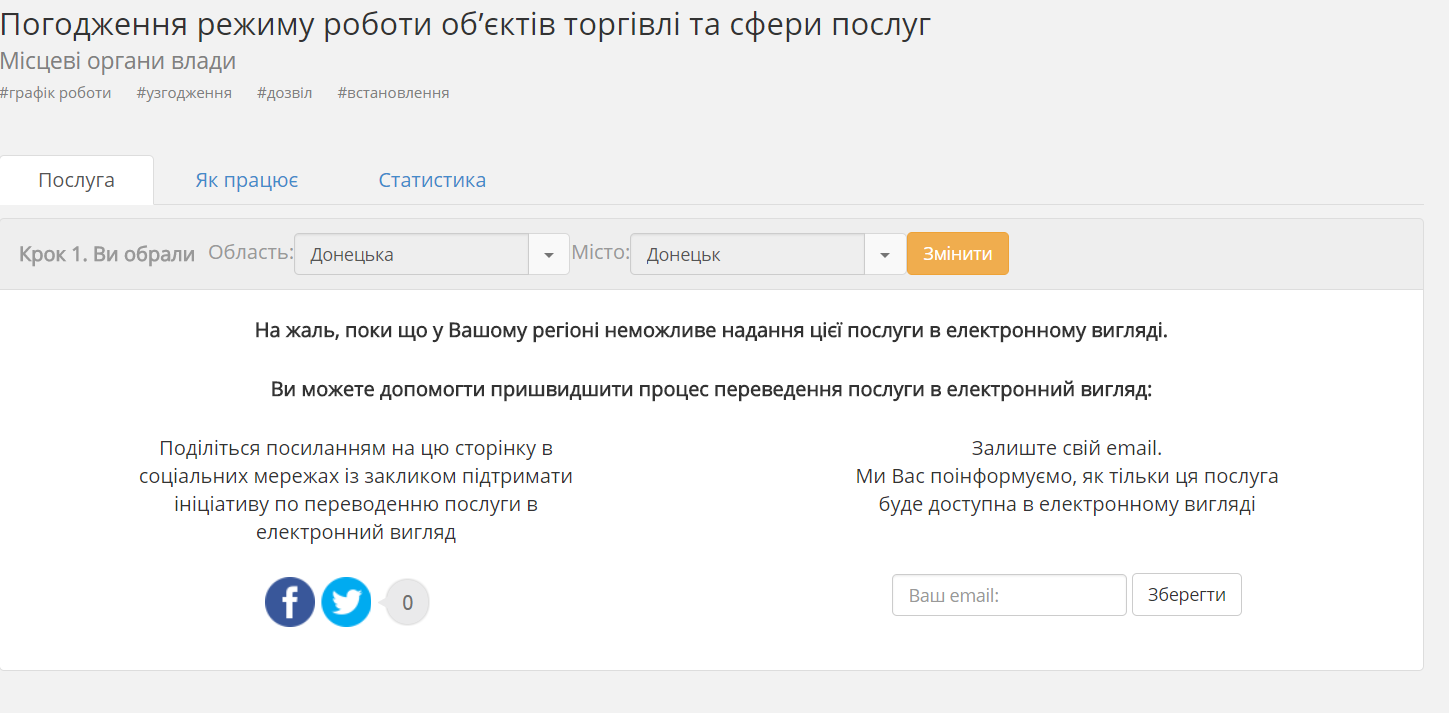 Погодження режиму роботи об’єктів торгівлі та сфери послуг
Місцеві органи влади
#графік роботи #узгодження #дозвіл #встановлення
Послуга Як працює Статистика
Крок 1. Ви обрали Область: Донецька Місто: Донецьк Змінити
На жаль, поки що у Вашому регіоні неможливе надання цієї послуги в електронному вигляді.
Ви можете допомогти пришвидшити процес переведення послуги в електронний вигляд:
Поділіться посиланням на цю сторінку в
соціальних мережах із закликом підтримати
ініціативу по переводенню послуги в
електронний вигляд
0
Залиште свій email.
Ми Вас поінформуємо, як тільки ця послуга
буде доступна в електронному вигляді
Ваш email: Зберегти